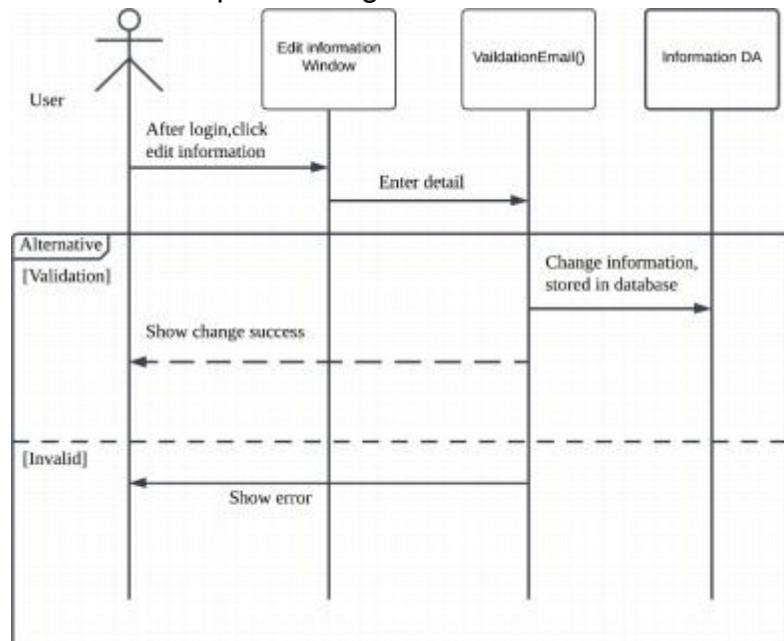 Edit information
Window
VaildationEmail()
Information DA
User
After login,click
edit information
Enter detail
Alternative
[Validation]
Change information,
stored in database
Show change success
[Invalid]
Show error